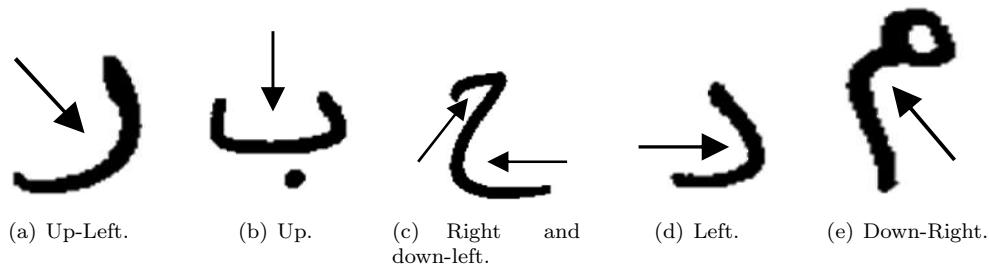 ر ب ح د م
(a) Up-Left. (b) Up. (c) Right and down-left. (d) Left. (e) Down-Right.